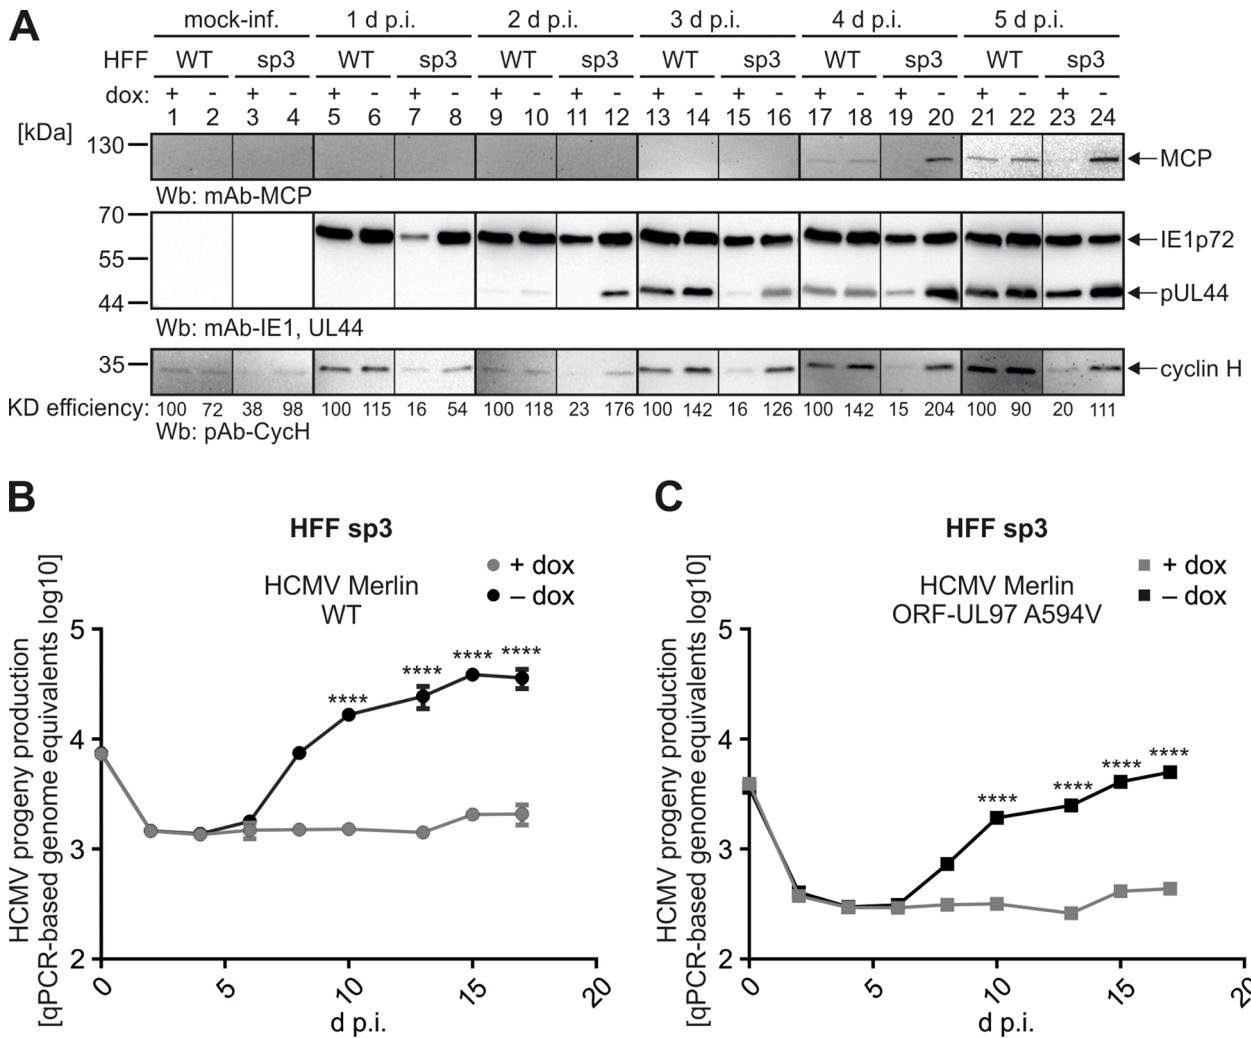 A
mock-inf. 1 d p.i. 2 d p.i. 3 d p.i. 4 d p.i. 5 d p.i.
HFF WT sp3 WT sp3 WT sp3 WT sp3 WT sp3 WT sp3
dox: + - + - + - + - + - + - + - + - + - + - + - + -
[kDa] 1 2 3 4 5 6 7 8 9 10 11 12 13 14 15 16 17 18 19 20 21 22 23 24
130 MCP
Wb: mAb-MCP
70
IE1p72
55
44 pUL44
Wb: mAb-IE1, UL44
35 cyclin H
KD efficiency: 100 72 38 98 100 115 16 54 100 118 23 176 100 142 16 126 100 142 15 204 100 90 20 111
Wb: pAb-CycH
B
HFF sp3
HCMV Merlin
WT
+ dox
– dox
HCMV progeny production
[qPCR-based genome equivalents log10]
5
4
3
2
**** **** **** ****
0 5 10 15 20
d p.i.
C
HFF sp3
HCMV Merlin
ORF-UL97 A594V
+ dox
– dox
HCMV progeny production
[qPCR-based genome equivalents log10]
5
4
3
2
**** **** **** ****
0 5 10 15 20
d p.i.